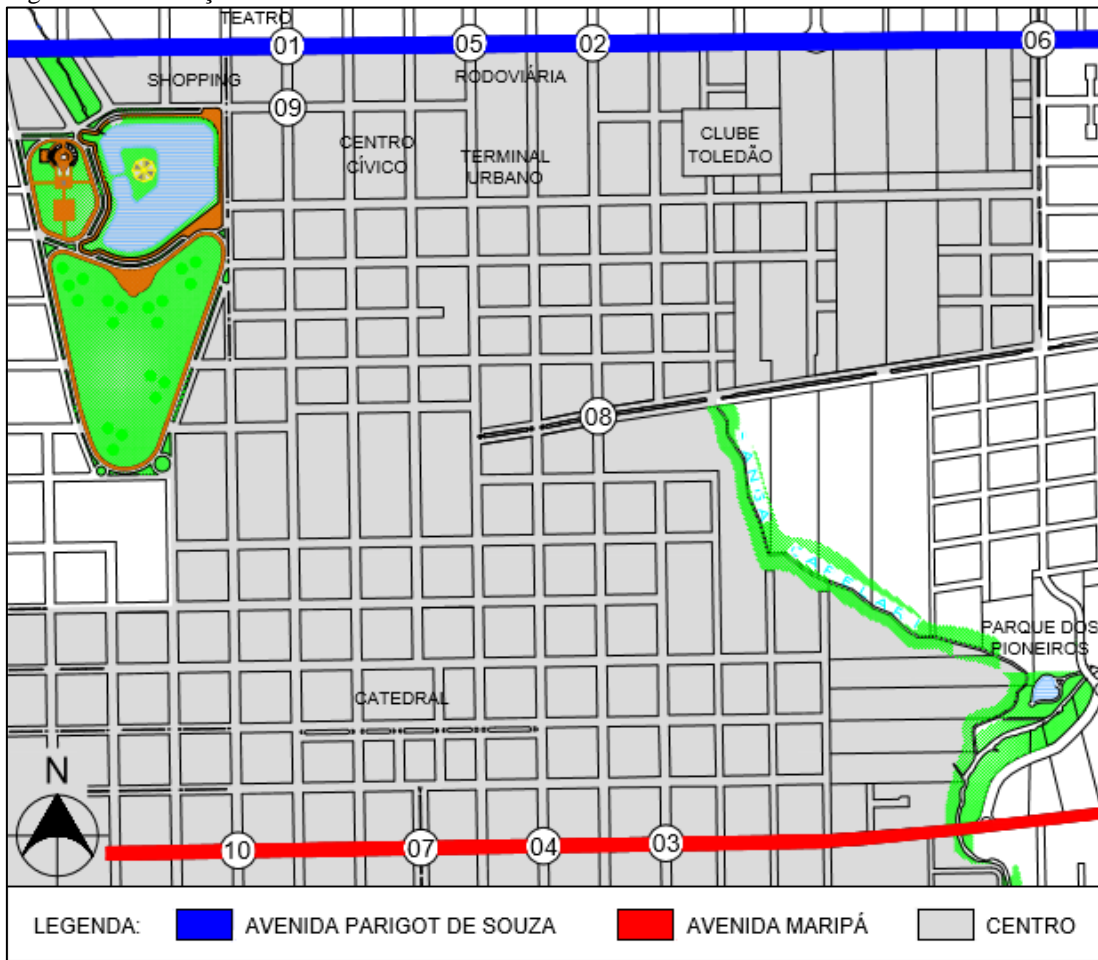 TEATRO
01
05
02
06
SHOPPING
RODOVIÁRIA
09
CENTRO
CÍVICO
TERMINAL
URBANO
CLUBE
TOLEDÃO
08
PARQUE DOS
PIONEIROS
CATEDRAL
N
10
07
04
03
LEGENDA:
AVENIDA PARIGOT DE SOUZA
AVENIDA MARIPÁ
CENTRO